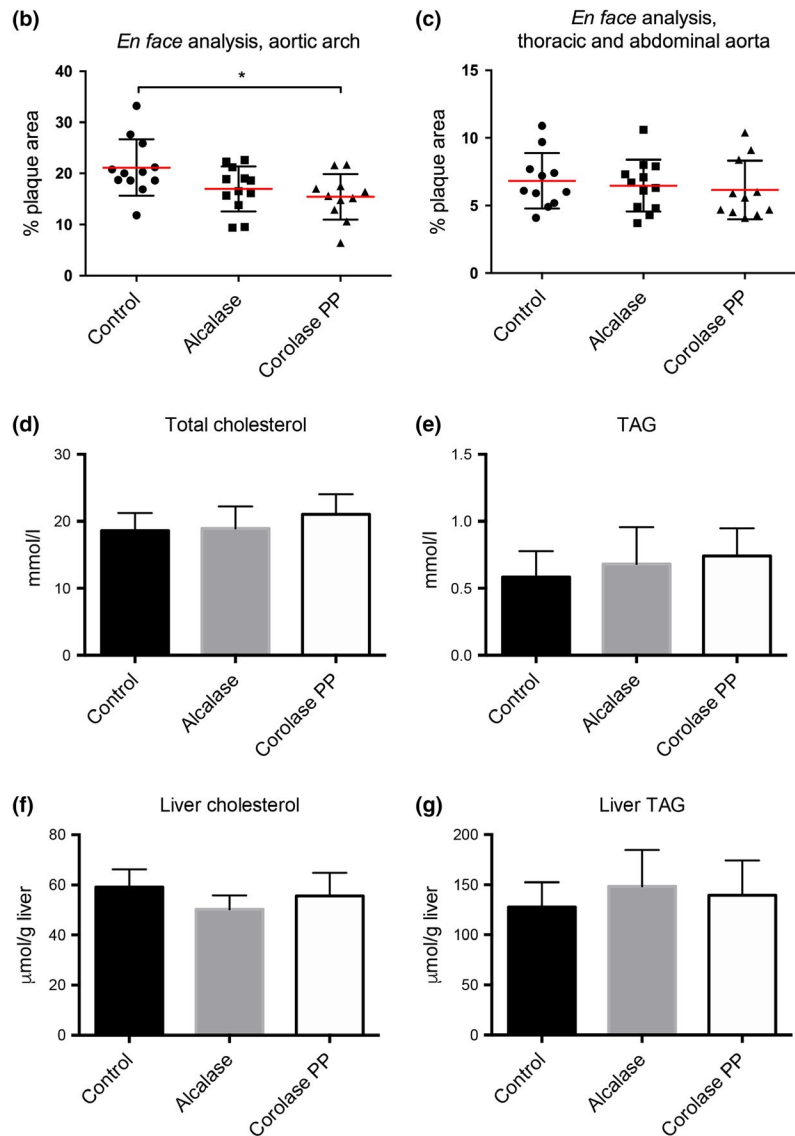 (b)
En face analysis, aortic arch
*
% plaque area
40
30
20
10
0
Control
Alcalase
Corolase PP
(c)
En face analysis,
thoracic and abdominal aorta
% plaque area
15
10
5
0
Control
Alcalase
Corolase PP
(d)
Total cholesterol
mmol/l
30
20
10
0
Control
Alcalase
Corolase PP
(e)
TAG
mmol/l
1.5
1.0
0.5
0.0
Control
Alcalase
Corolase PP
(f)
Liver cholesterol
μmol/g liver
80
60
40
20
0
Control
Alcalase
Corolase PP
(g)
Liver TAG
μmol/g liver
200
150
100
50
0
Control
Alcalase
Corolase PP